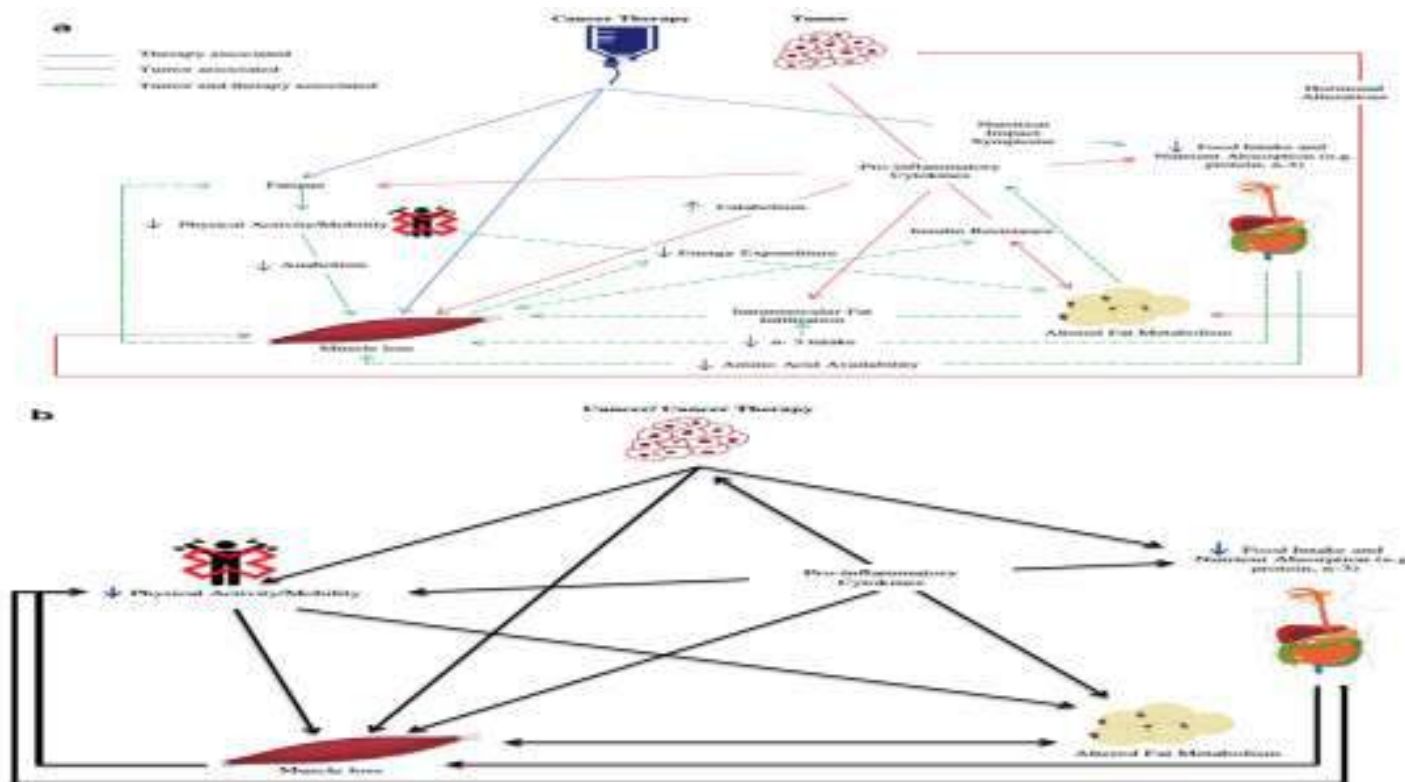 a
Cancer Therapy
Tumor
Therapy associated
Tumor associated
Tumor and therapy associated
Hormonal
Alterations
Nutrition
Impact
Symptoms
↓ Food Intake and
Nutrient Absorption (e.g.
protein, n-3)
Pro-inflammatory
Cytokines
Fatigue
↑ Catabolism
↓ Physical Activity/Mobility
Insulin Resistance
↓ Energy Expenditure
↓ Anabolism
Intramuscular Fat
Infiltration
Altered Fat Metabolism
↓ n-3 intake
Muscle loss
↓ Amino Acid Availability
b
Cancer/ Cancer Therapy
↓ Food Intake and
Nutrient Absorption (e.g
protein, n-3)
Pro-inflammatory
Cytokines
↓ Physical Activity/Mobility
Altered Fat Metabolism
Muscle loss